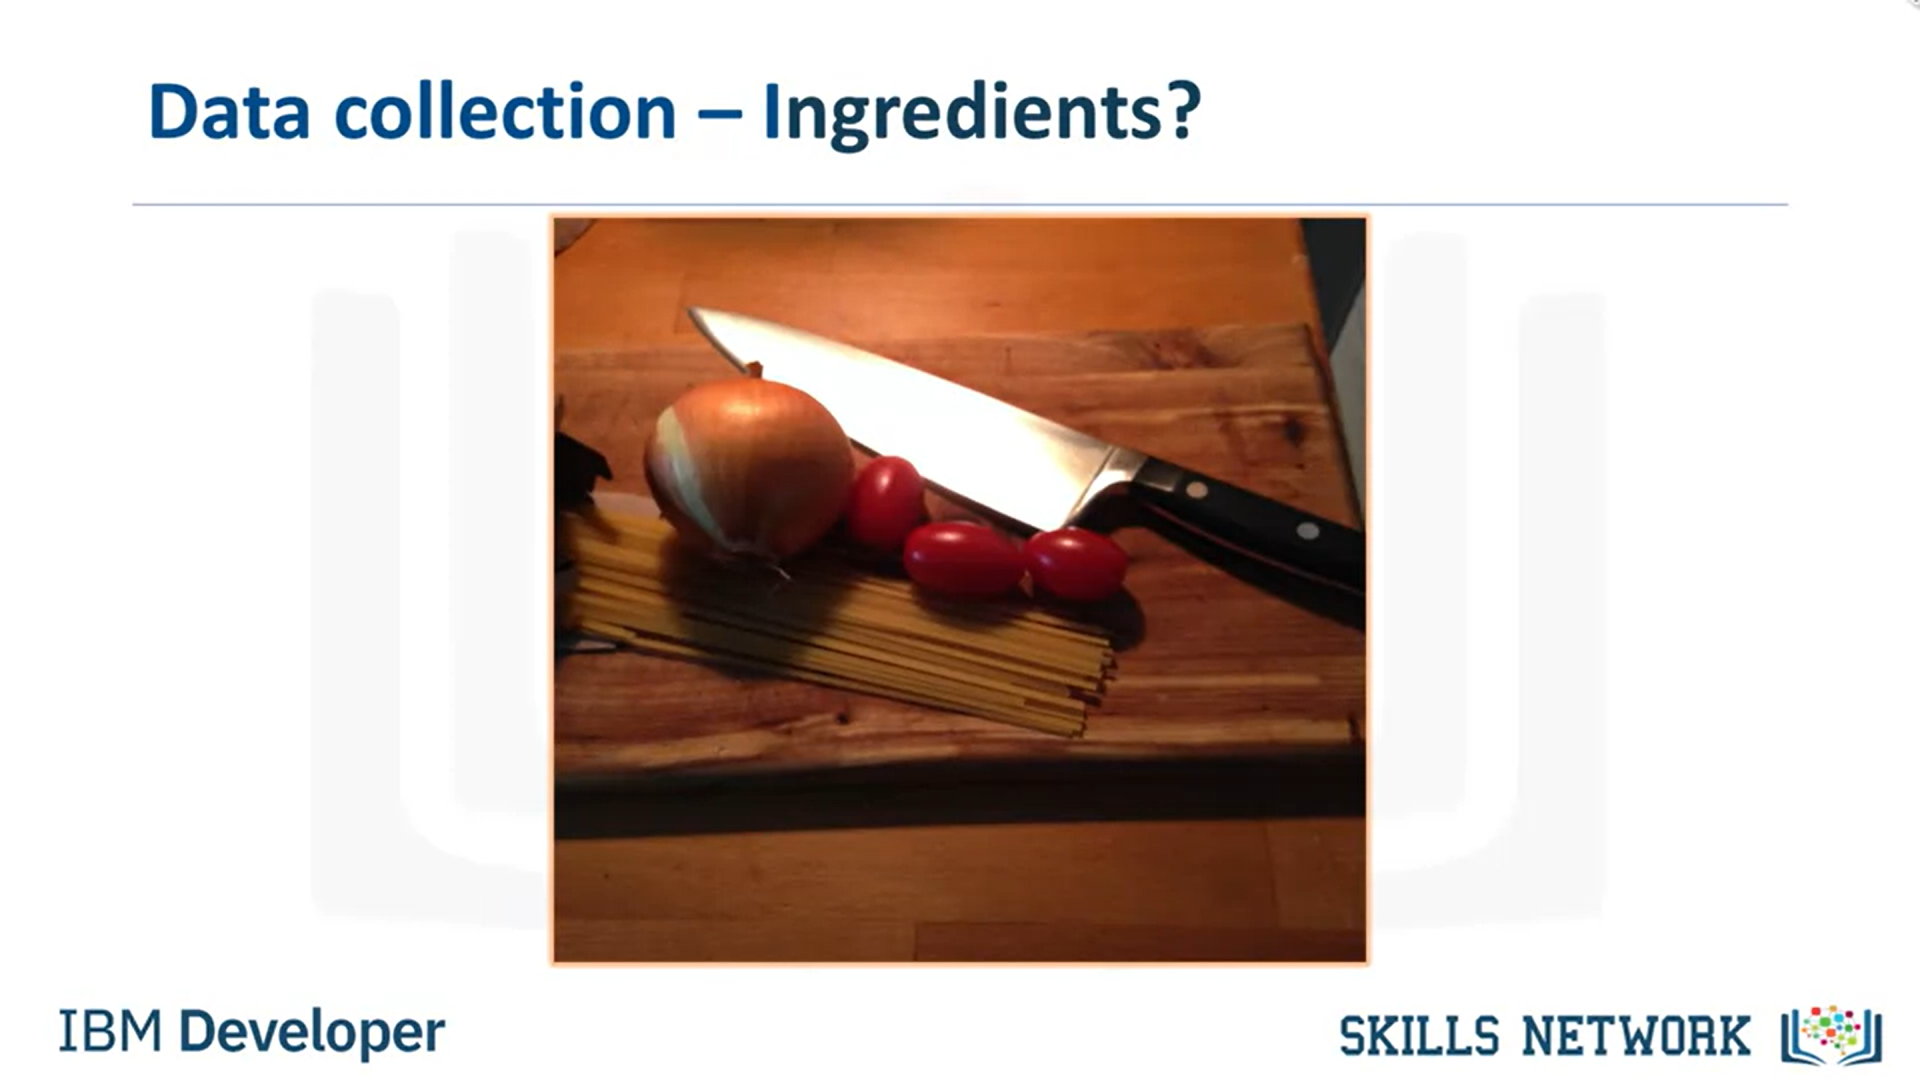 Data collection – Ingredients?
IBM Developer
SKILLS NETWORK